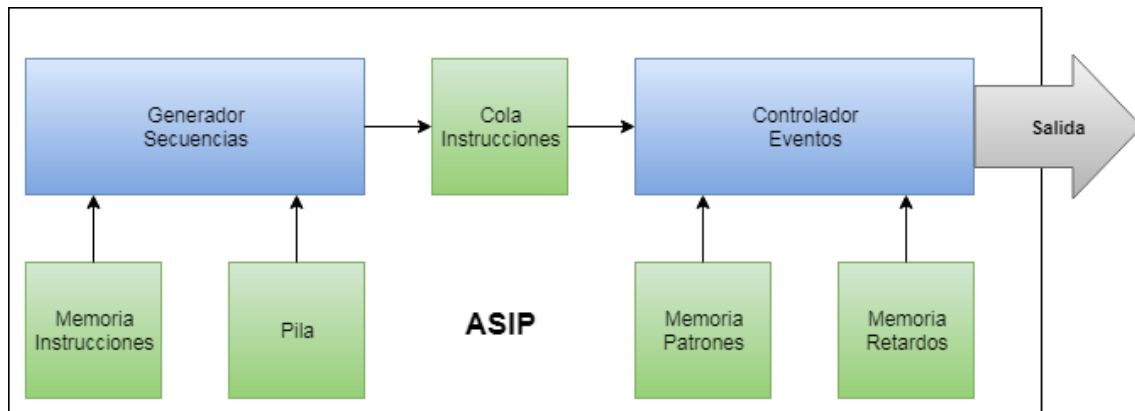 Generador
Secuencias
Cola
Instrucciones
Controlador
Eventos
Salida
Memoria
Instrucciones
Pila
ASIP
Memoria
Patrones
Memoria
Retardos